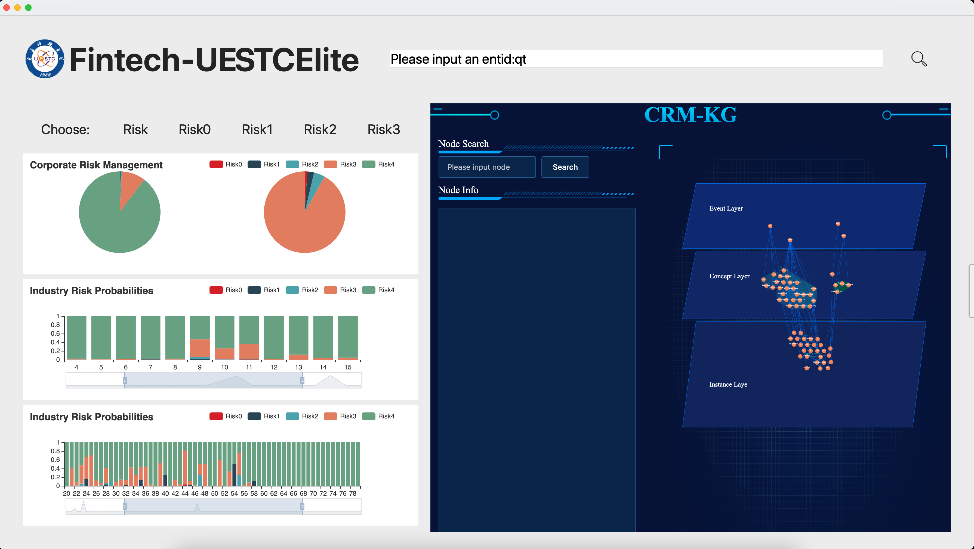 Fintech-UESTCElite
Please input an entid:qt
Choose: Risk Risk0 Risk1 Risk2 Risk3
Corporate Risk Management
Risk0 Risk1 Risk2 Risk3 Risk4
Industry Risk Probabilities
Risk0 Risk1 Risk2 Risk3 Risk4
1
0.8
0.6
0.4
0.2
0
4 5 6 7 8 9 10 11 12 13 14 15
Industry Risk Probabilities
Risk0 Risk1 Risk2 Risk3 Risk4
1
0.8
0.6
0.4
0.2
0
20 22 24 26 28 30 32 34 36 38 40 42 44 46 48 50 52 54 56 58 60 62 64 66 68 70 72 74 76 78
CRM-KG
Node Search
Please input node Search
Node Info
Event Layer
Concept Layer
Instance Laye